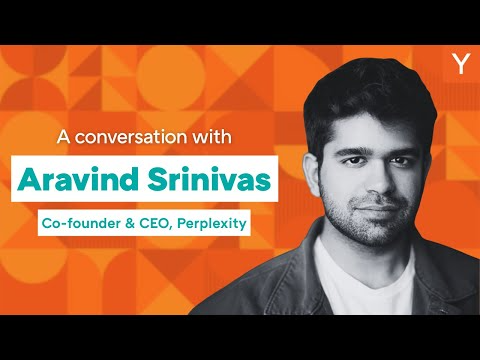 Y
A conversation with
Aravind Srinivas
Co-founder & CEO, Perplexity